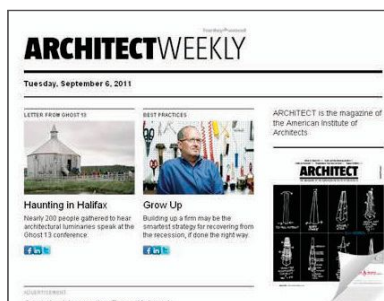 ARCHITECTWEEKLY
Tuesday, September 6, 2011
LETTER FROM GHOST 13
Haunting in Halifax
Nearly 200 people gathered to hear
architectural luminaries speak at the
Ghost 13 conference.
BEST PRACTICES
Grow Up
Building up a firm may be the
smartest strategy for recovering from
the recession, if done the right way.
ARCHITECT is the magazine of
the American Institute of
Architects
ARCHITECT
ADVERTISEMENT